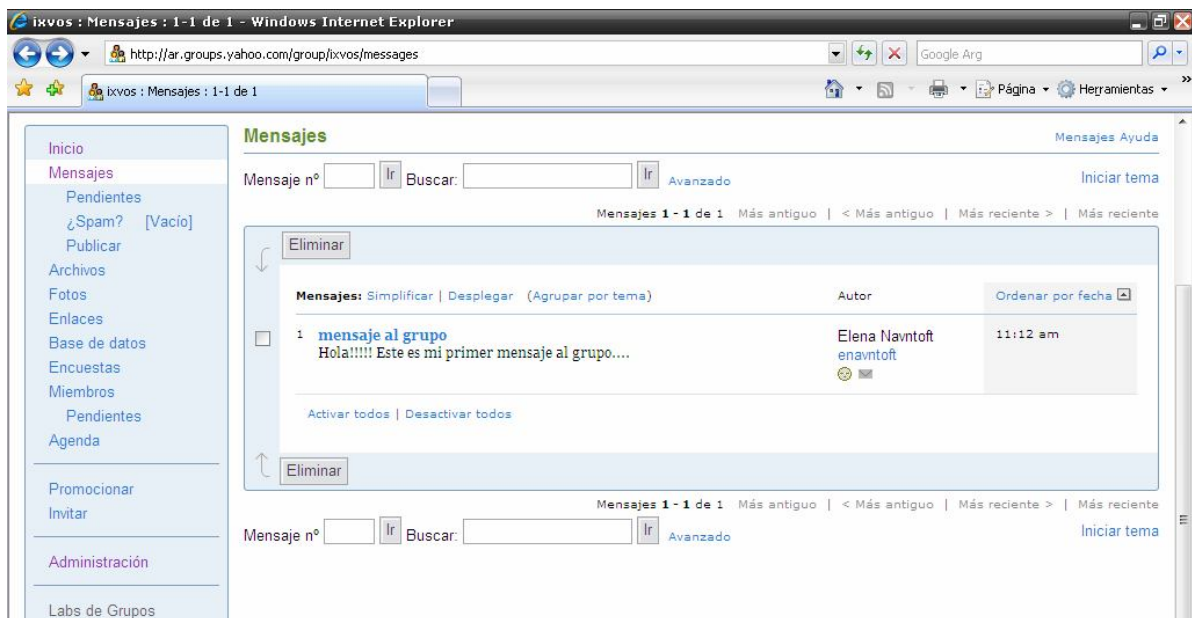 ixvos : Mensajes : 1-1 de 1 - Windows Internet Explorer
http://ar.groups.yahoo.com/group/ixvos/messages
Google Arg
ixvos : Mensajes : 1-1 de 1
Página
Herramientas
»
Inicio
Mensajes
Pendientes
¿Spam? [Vacío]
Publicar
Archivos
Fotos
Enlaces
Base de datos
Encuestas
Miembros
Pendientes
Agenda
Promocionar
Invitar
Administración
Labs de Grupos
Mensajes
Mensajes Ayuda
Mensaje nº Ir Buscar: Ir Avanzado
Iniciar tema
Mensajes 1 - 1 de 1 Más antiguo | < Más antiguo | Más reciente > | Más reciente
Eliminar
Mensajes: Simplificar | Desplegar (Agrupar por tema) Autor Ordenar por fecha
1 mensaje al grupo Elena Navntoft 11:12 am
Hola!!!!! Este es mi primer mensaje al grupo.... enavntoft
Activar todos | Desactivar todos
Eliminar
Mensajes 1 - 1 de 1 Más antiguo | < Más antiguo | Más reciente > | Más reciente
Mensaje nº Ir Buscar: Ir Avanzado
Iniciar tema